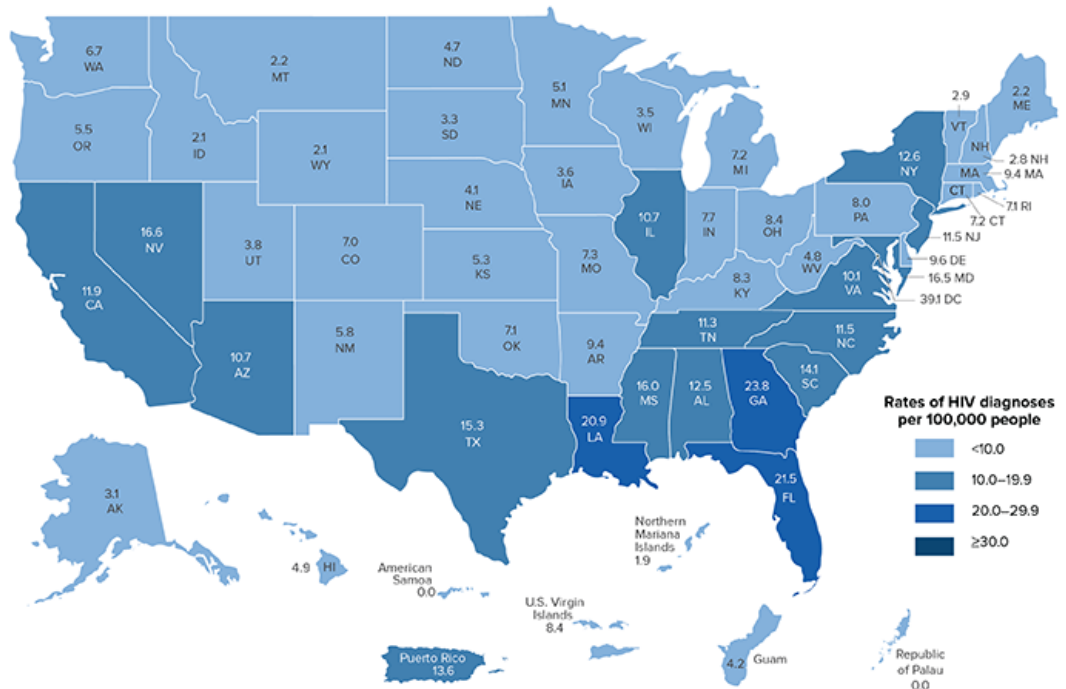 6.7
WA
2.2
MT
4.7
ND
5.1
MN
3.5
WI
7.2
MI
2.9
VT
2.2
ME
NH
2.8 NH
MA
9.4 MA
CT
7.1 RI
7.2 CT
12.6
NY
5.5
OR
2.1
ID
2.1
WY
3.3
SD
3.6
IA
4.1
NE
8.0
PA
11.5 NJ
9.6 DE
16.5 MD
39.1 DC
16.6
NV
3.8
UT
7.0
CO
5.3
KS
7.3
MO
10.7
IL
7.7
IN
8.4
OH
4.8
WV
10.1
VA
8.3
KY
11.9
CA
10.7
AZ
5.8
NM
7.1
OK
9.4
AR
11.3
TN
11.5
NC
14.1
SC
15.3
TX
20.9
LA
16.0
MS
12.5
AL
23.8
GA
21.5
FL
Rates of HIV diagnoses
per 100,000 people
<10.0
10.0–19.9
20.0–29.9
≥30.0
3.1
AK
4.9
HI
American
Samoa
0.0
Northern
Mariana
Islands
1.9
U.S. Virgin
Islands
8.4
Puerto Rico
13.6
4.2
Guam
Republic
of Palau
0.0